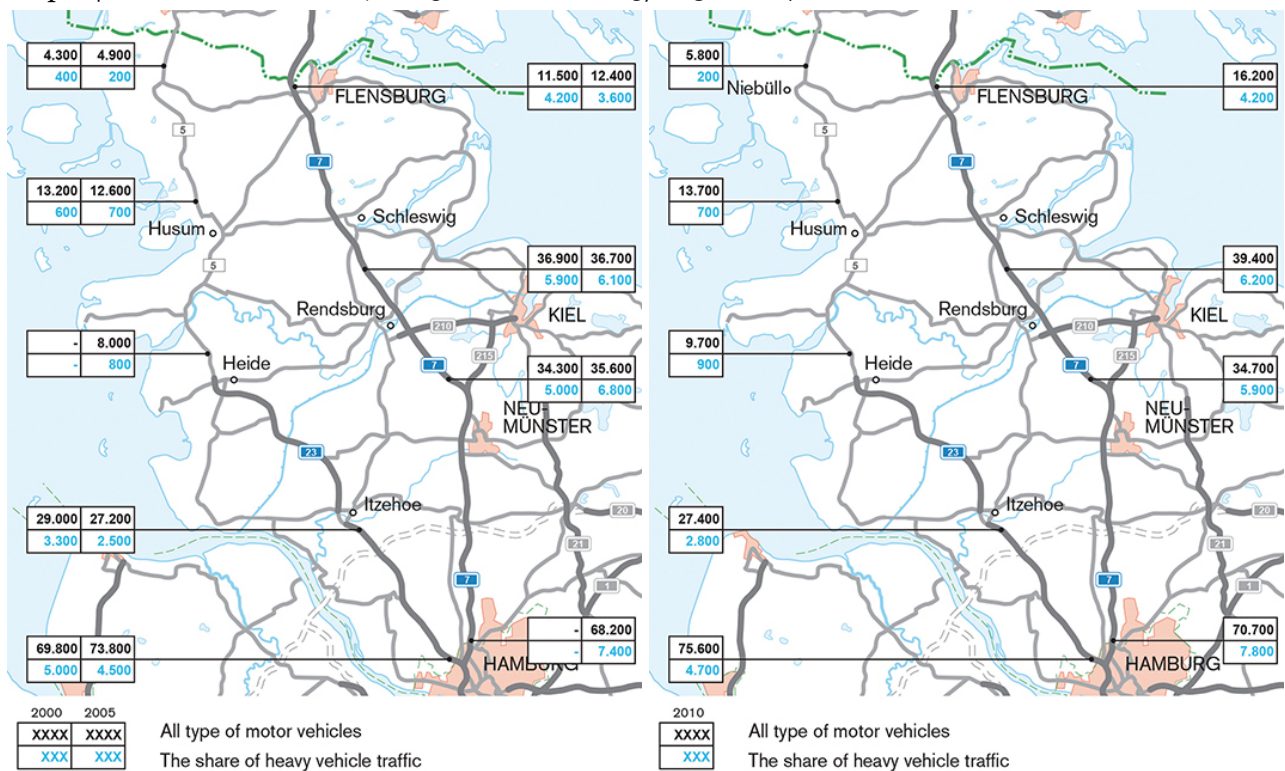 4.300 4.900
400 200
11.500 12.400
4.200 3.600
FLENSBURG
5
7
13.200 12.600
600 700
Husum
Schleswig
5
36.900 36.700
5.900 6.100
Rendsburg
KIEL
210
215
- 8.000
- 800
Heide
7
34.300 35.600
5.000 6.800
NEU-
MÜNSTER
23
Itzehoe
29.000 27.200
3.300 2.500
20
21
7
1
- 68.200
- 7.400
69.800 73.800
5.000 4.500
HAMBURG
2000 2005
XXXX XXXX
XXX XXX
All type of motor vehicles
The share of heavy vehicle traffic
5.800
200
Niebüll
16.200
4.200
FLENSBURG
5
7
13.700
700
Husum
Schleswig
5
39.400
6.200
Rendsburg
KIEL
210
215
9.700
900
Heide
7
34.700
5.900
NEU-
MÜNSTER
23
Itzehoe
27.400
2.800
20
21
7
1
70.700
7.800
75.600
4.700
HAMBURG
2010
XXXX
XXX
All type of motor vehicles
The share of heavy vehicle traffic